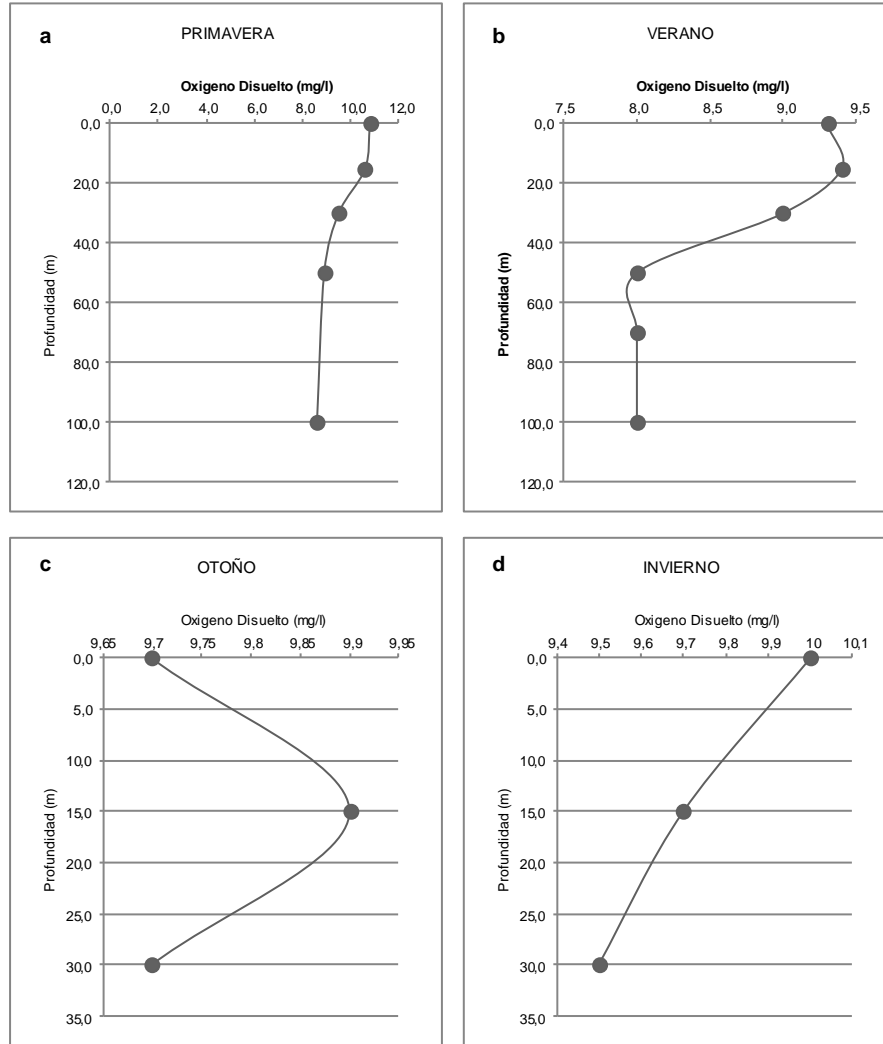 a
PRIMAVERA
Oxigeno Disuelto (mg/l)
0,0 2,0 4,0 6,0 8,0 10,0 12,0
0,0
20,0
40,0
60,0
80,0
100,0
120,0
Profundidad (m)
b
VERANO
Oxigeno Disuelto (mg/l)
7,5 8,0 8,5 9,0 9,5
0,0
20,0
40,0
60,0
80,0
100,0
120,0
Profundidad (m)
c
OTOÑO
Oxigeno Disuelto (mg/l)
9,65 9,7 9,75 9,8 9,85 9,9 9,95
0,0
5,0
10,0
15,0
20,0
25,0
30,0
35,0
Profundidad (m)
d
INVIERNO
Oxigeno Disuelto (mg/l)
9,4 9,5 9,6 9,7 9,8 9,9 10 10,1
0,0
5,0
10,0
15,0
20,0
25,0
30,0
35,0
Profundidad (m)